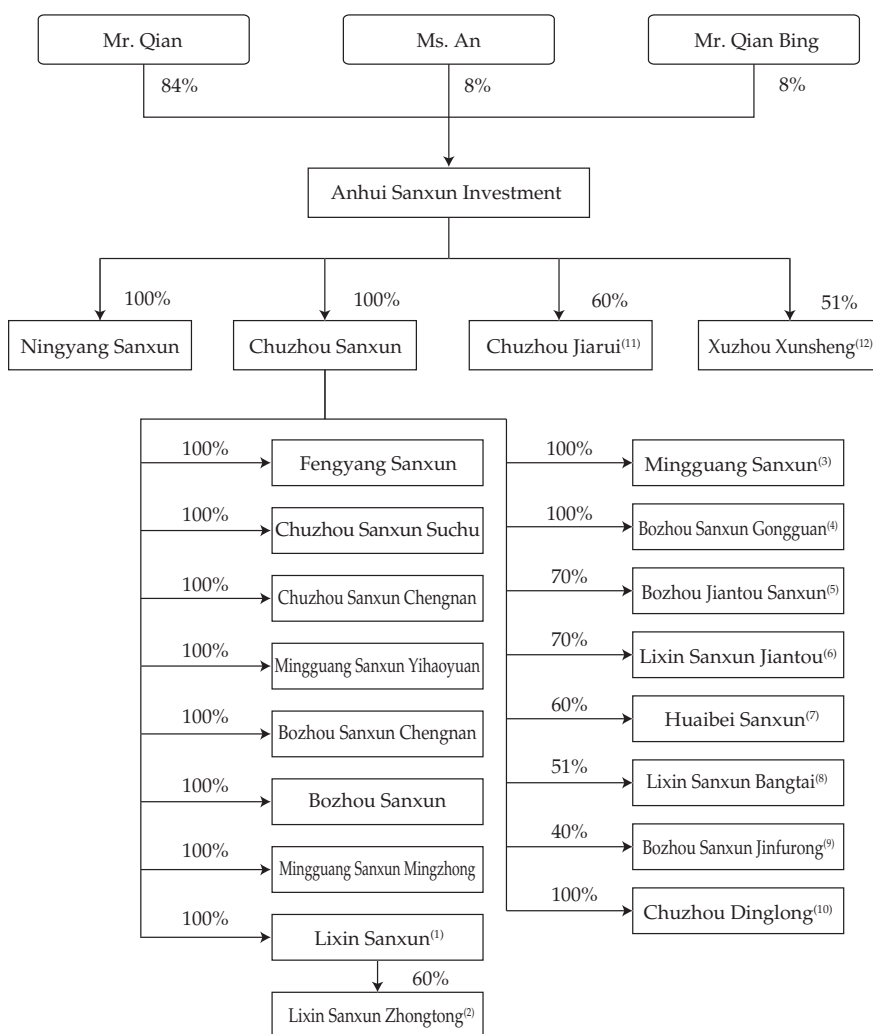 Mr. Qian
Ms. An
Mr. Qian Bing
84%
8%
8%
Anhui Sanxun Investment
100%
100%
60%
51%
Ningyang Sanxun
Chuzhou Sanxun
Chuzhou Jiarui(11)
Xuzhou Xunsheng(12)
100%
Fengyang Sanxun
100%
Chuzhou Sanxun Suchu
100%
Chuzhou Sanxun Chengnan
100%
Mingguang Sanxun Yihaoyuan
100%
Bozhou Sanxun Chengnan
100%
Bozhou Sanxun
100%
Mingguang Sanxun Mingzhong
100%
Lixin Sanxun(1)
60%
Lixin Sanxun Zhongtong(2)
100%
Mingguang Sanxun(3)
100%
Bozhou Sanxun Gongguan(4)
70%
Bozhou Jiantou Sanxun(5)
70%
Lixin Sanxun Jiantou(6)
60%
Huaibei Sanxun(7)
51%
Lixin Sanxun Bangtai(8)
40%
Bozhou Sanxun Jinfurong(9)
100%
Chuzhou Dinglong(10)